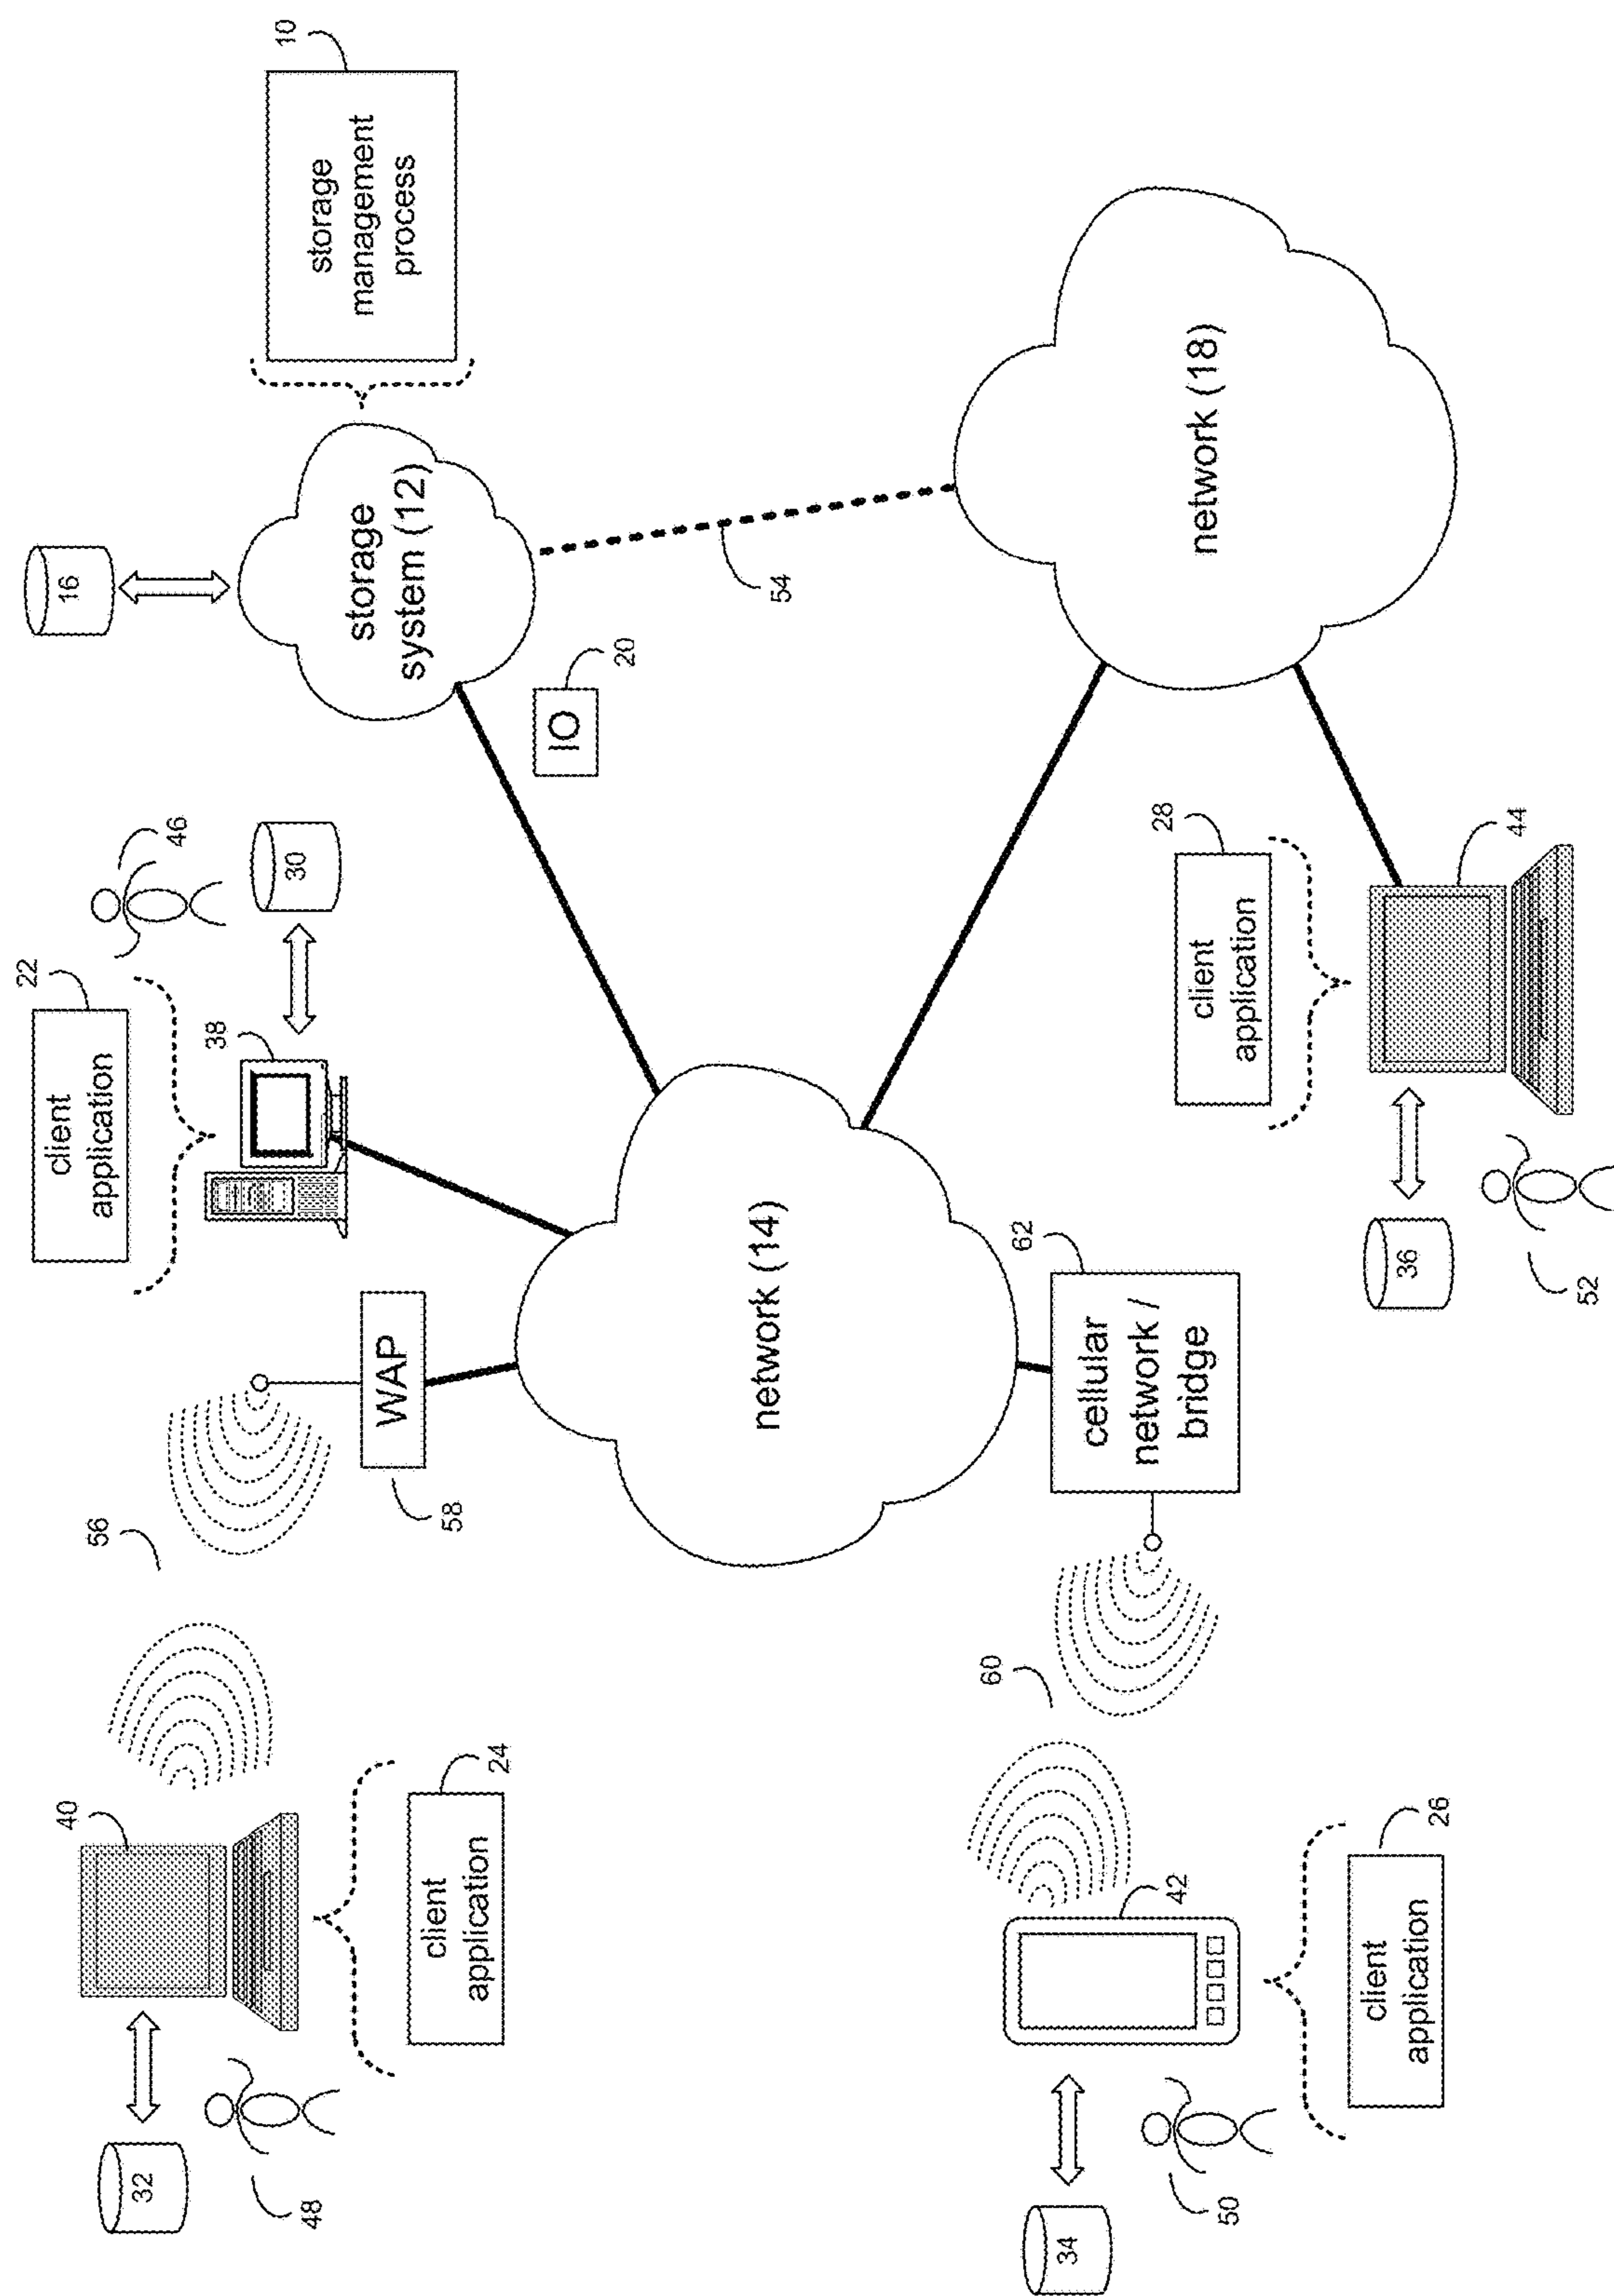 22
client
application
40
16
56
32
46
38
10
30
48
storage
management
process
storage
system (12)
WAP
client
application
58
24
IO
20
network (14)
54
60
62
34
cellular
network /
bridge
28
42
client
application
network (18)
50
client
application
36
26
44
52